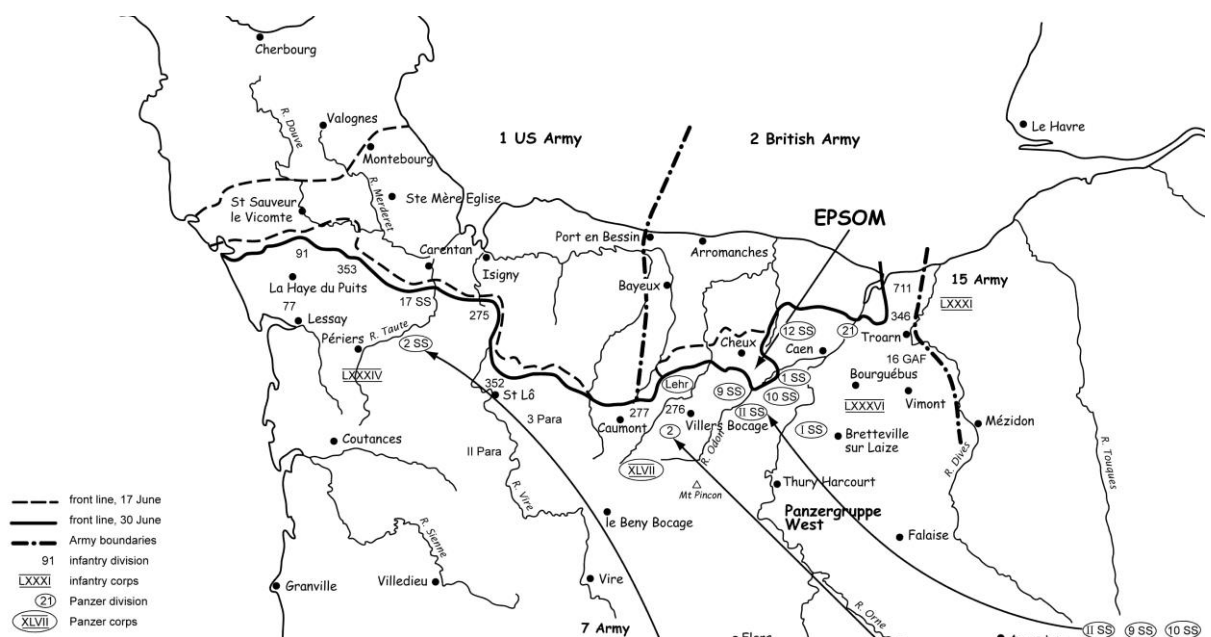 Cherbourg
Le Havre
R. Douve
Valognes
1 US Army
2 British Army
Montebourg
R. Merderet
Ste Mère Eglise
St Sauveur
le Vicomte
EPSOM
Port en Bessin
Arromanches
91
353
Carentan
Isigny
15 Army
La Haye du Puits
17 SS
Bayeux
711
LXXXI
77
275
346
Lessay
12 SS
21
Troarn
Périers
R. Taute
2 SS
Cheux
Caen
16 GAF
LXXXIV
352
St Lô
Lehr
9 SS
1 SS
10 SS
Bourguébus
LXXXVI
Vimont
277
276
II SS
3 Para
Caumont
Villers Bocage
2
I SS
Bretteville
sur Laize
Mézidon
Coutances
II Para
XLVII
R. Odon
R. Dives
R. Touques
R. Vire
Mt Pincon
Thury Harcourt
le Beny Bocage
Panzergruppe
West
Falaise
R. Sienne
Granville
Villedieu
Vire
R. Orne
7 Army
II SS
9 SS
10 SS
front line, 17 June
front line, 30 June
Army boundaries
91
infantry division
LXXXI
infantry corps
21
Panzer division
XLVII
Panzer corps